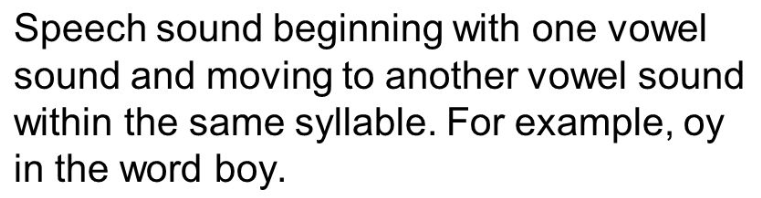 Speech sound beginning with one vowel
sound and moving to another vowel sound
within the same syllable. For example, oy
in the word boy.